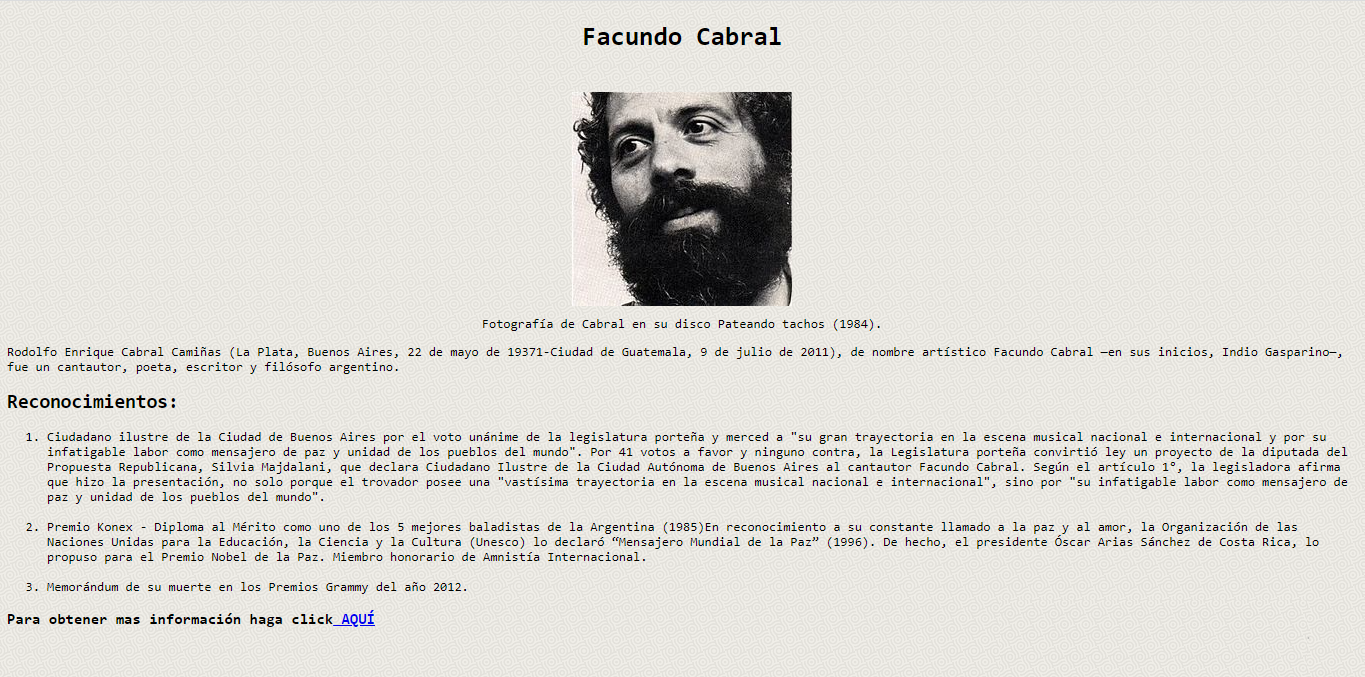 Facundo Cabral
Fotografía de Cabral en su disco Pateando tachos (1984).
Rodolfo Enrique Cabral Camiñas (La Plata, Buenos Aires, 22 de mayo de 19371-Ciudad de Guatemala, 9 de julio de 2011), de nombre artístico Facundo Cabral —en sus inicios, Indio Gasparino—,
fue un cantautor, poeta, escritor y filósofo argentino.
Reconocimientos:
1. Ciudadano ilustre de la Ciudad de Buenos Aires por el voto unánime de la legislatura porteña y merced a "su gran trayectoria en la escena musical nacional e internacional y por su
infatigable labor como mensajero de paz y unidad de los pueblos del mundo". Por 41 votos a favor y ninguno contra, la Legislatura porteña convirtió ley un proyecto de la diputada del
Propuesta Republicana, Silvia Majdalani, que declara Ciudadano Ilustre de la Ciudad Autónoma de Buenos Aires al cantautor Facundo Cabral. Según el artículo 1°, la legisladora afirma
que hizo la presentación, no solo porque el trovador posee una "vastísima trayectoria en la escena musical nacional e internacional", sino por "su infatigable labor como mensajero de
paz y unidad de los pueblos del mundo".
2. Premio Konex - Diploma al Mérito como uno de los 5 mejores baladistas de la Argentina (1985)En reconocimiento a su constante llamado a la paz y al amor, la Organización de las
Naciones Unidas para la Educación, la Ciencia y la Cultura (Unesco) lo declaró “Mensajero Mundial de la Paz” (1996). De hecho, el presidente Óscar Arias Sánchez de Costa Rica, lo
propuso para el Premio Nobel de la Paz. Miembro honorario de Amnistía Internacional.
3. Memorándum de su muerte en los Premios Grammy del año 2012.
Para obtener mas información haga click AQUÍ